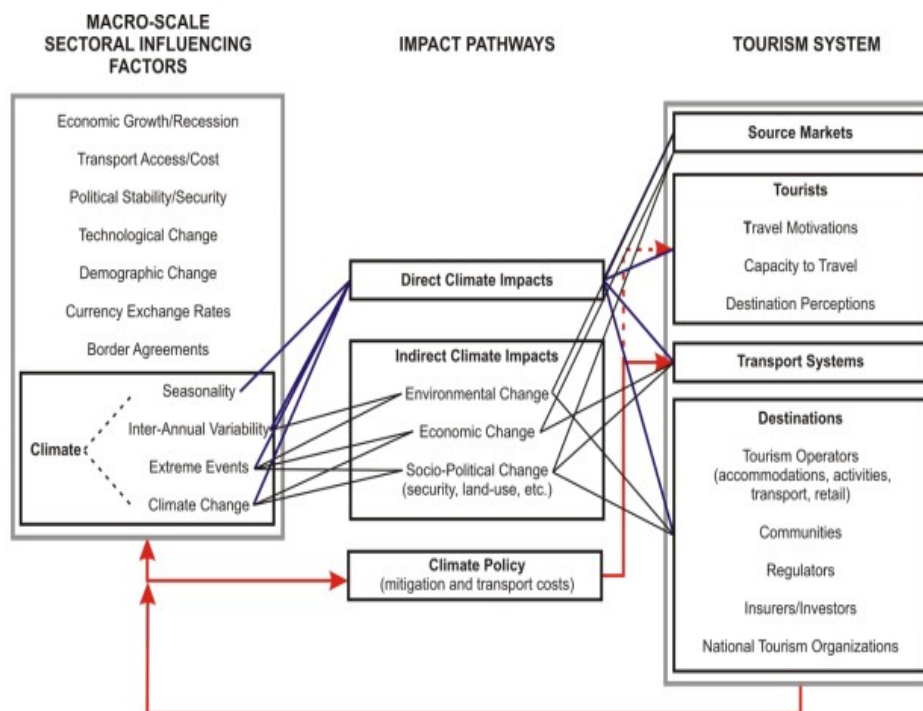 MACRO-SCALE
SECTORAL INFLUENCING
FACTORS
Economic Growth/Recession
Transport Access/Cost
Political Stability/Security
Technological Change
Demographic Change
Currency Exchange Rates
Border Agreements
Climate
Seasonality
Inter-Annual Variability
Extreme Events
Climate Change
IMPACT PATHWAYS
Direct Climate Impacts
Indirect Climate Impacts
Environmental Change
Economic Change
Socio-Political Change
(security, land-use, etc.)
Climate Policy
(mitigation and transport costs)
TOURISM SYSTEM
Source Markets
Tourists
Travel Motivations
Capacity to Travel
Destination Perceptions
Transport Systems
Destinations
Tourism Operators
(accommodations, activities,
transport, retail)
Communities
Regulators
Insurers/Investors
National Tourism Organizations